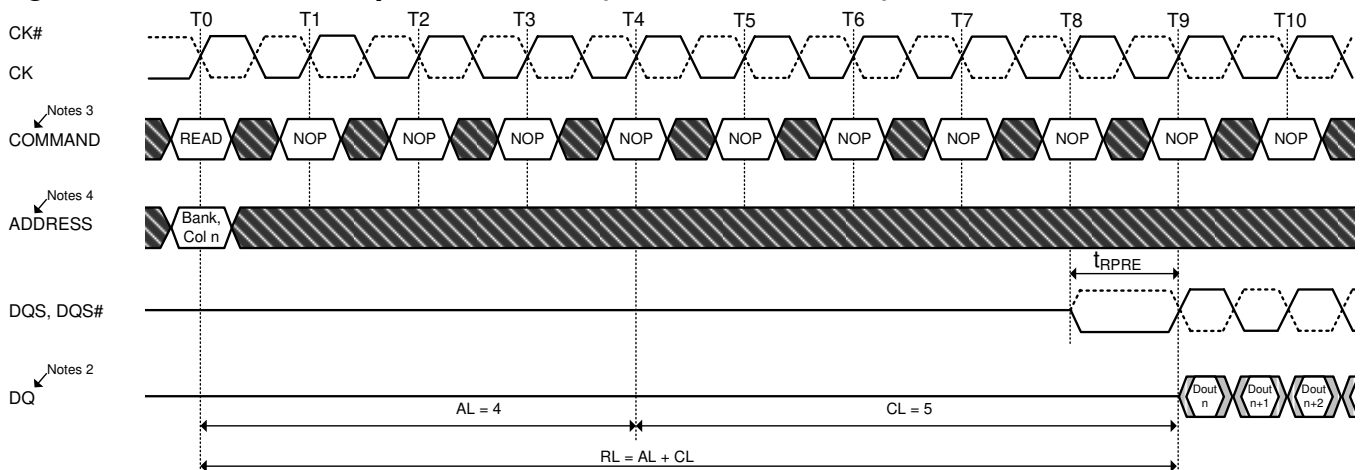 T0 T1 T2 T3 T4 T5 T6 T7 T8 T9 T10
CK#
CK
Notes 3
COMMAND
READ NOP NOP NOP NOP NOP NOP NOP NOP NOP NOP
Notes 4
ADDRESS
Bank,
Col n
tRPRE
DQS, DQS#
Notes 2
DQ
Dout
n
Dout
n+1
Dout
n+2
AL = 4
CL = 5
RL = AL + CL